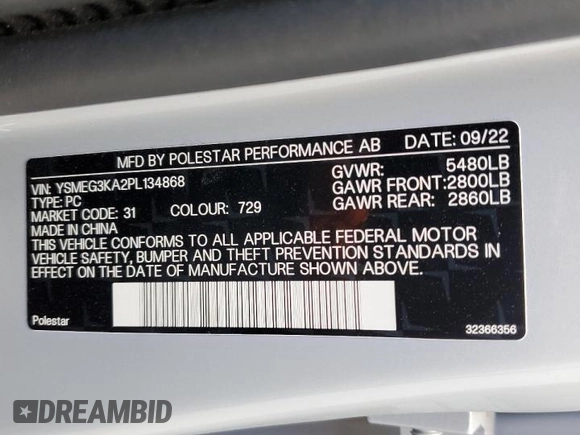 MFD BY POLESTAR PERFORMANCE AB DATE: 09/22
VIN: YSMEG3KA2PL134868 GVWR: 5480LB
TYPE: PC GAWR FRONT: 2800LB
MARKET CODE: 31 COLOUR: 729 GAWR REAR: 2860LB
MADE IN CHINA
THIS VEHICLE CONFORMS TO ALL APPLICABLE FEDERAL MOTOR
VEHICLE SAFETY, BUMPER AND THEFT PREVENTION STANDARDS IN
EFFECT ON THE DATE OF MANUFACTURE SHOWN ABOVE.
Polestar 32366356
DREAMBID